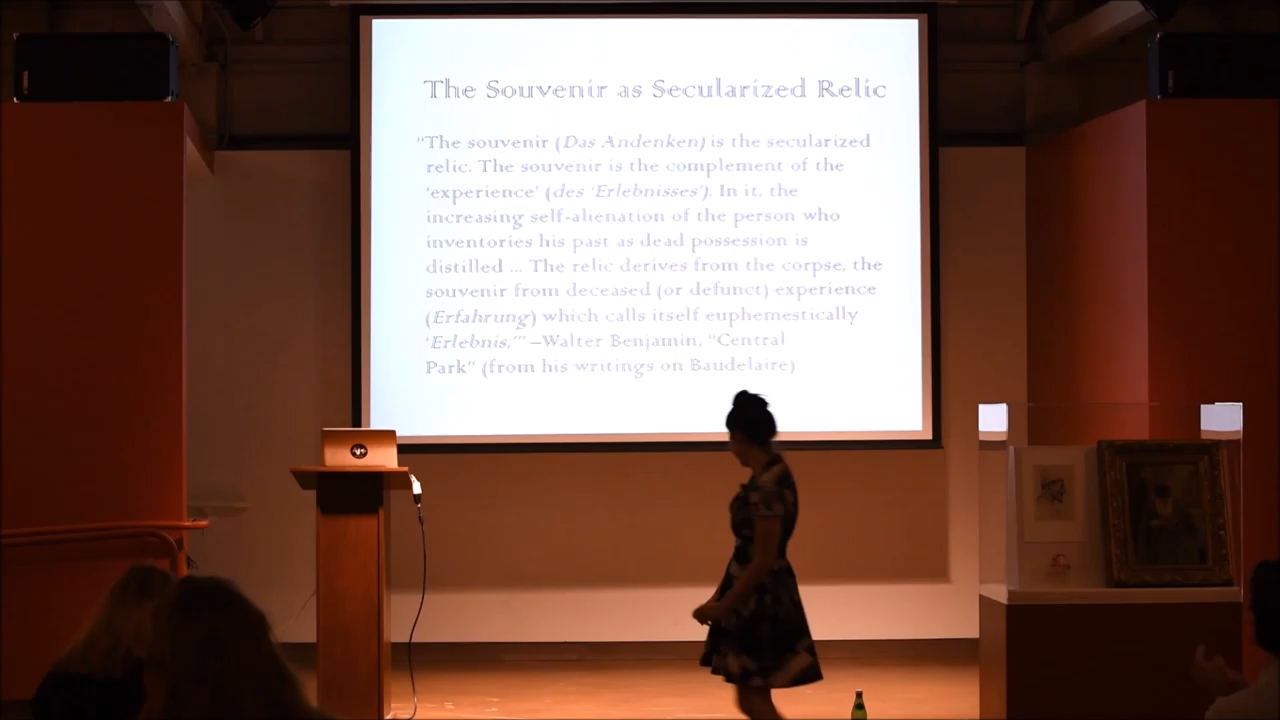 The Souvenir as Secularized Relic
“The souvenir (Das Andenken) is the secularized
relic. The souvenir is the complement of the
‘experience’ (des ‘Erlebnisses’). In it, the
increasing self-alienation of the person who
inventories his past as dead possession is
distilled ... The relic derives from the corpse, the
souvenir from deceased (or defunct) experience
(Erfahrung) which calls itself euphemestically
‘Erlebnis,’” –Walter Benjamin, “Central
Park” (from his writings on Baudelaire)